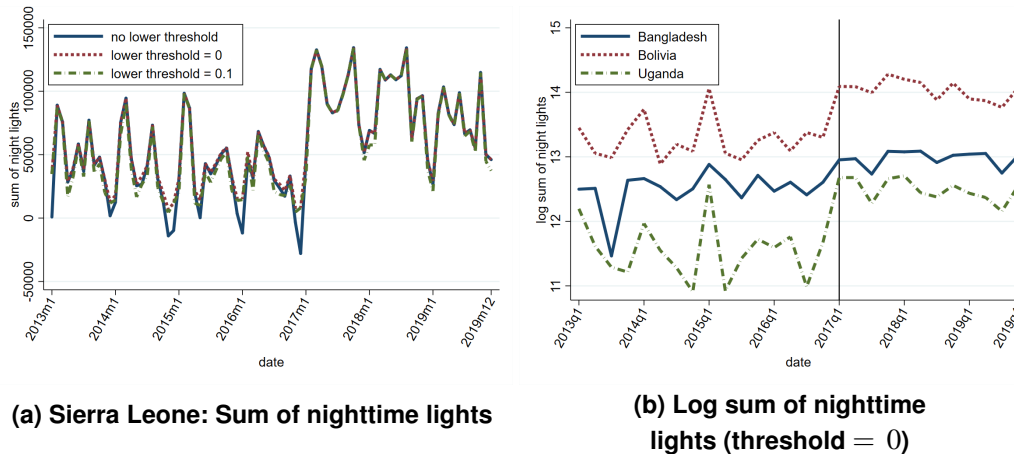 sum of night lights
150000
100000
50000
0
-50000
no lower threshold
lower threshold = 0
lower threshold = 0.1
2013m1
2014m1
2015m1
2016m1
2017m1
2018m1
2019m1
2019m12
date
(a) Sierra Leone: Sum of nighttime lights
log sum of night lights
15
14
13
12
11
Bangladesh
Bolivia
Uganda
2013q1
2014q1
2015q1
2016q1
2017q1
2018q1
2019q1
date
(b) Log sum of nighttime
lights (threshold = 0)